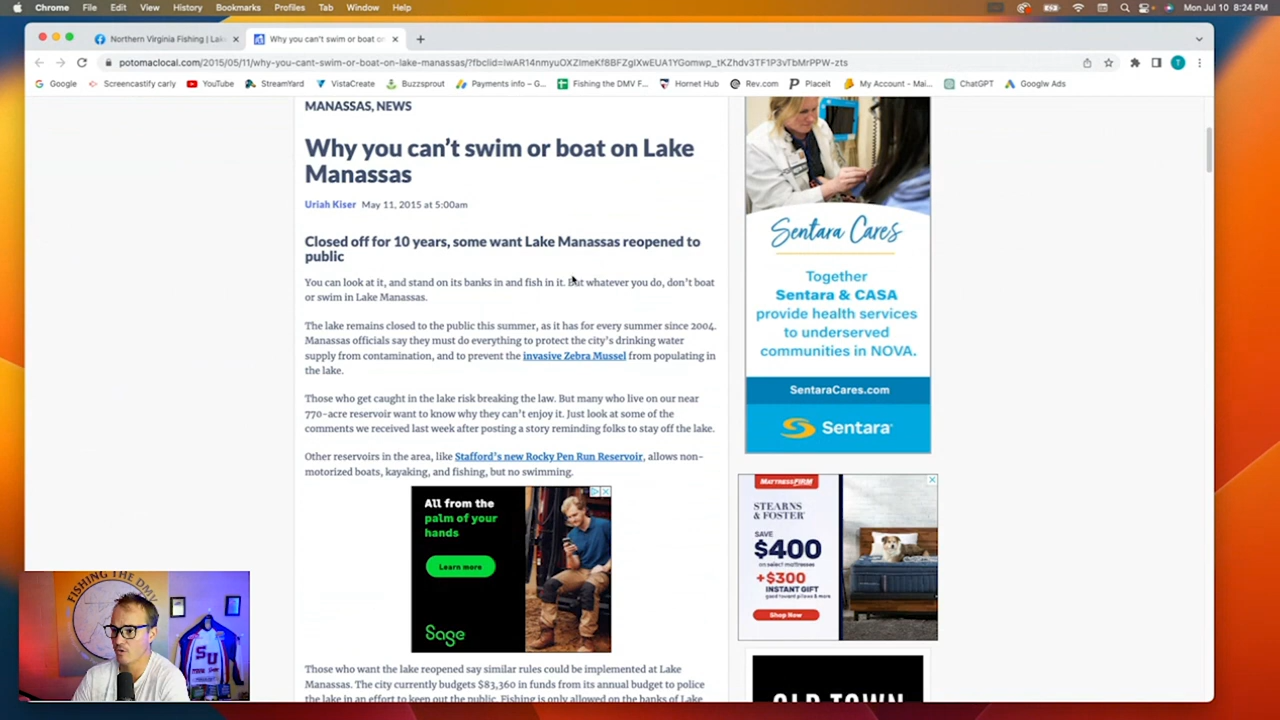 Chrome File Edit View History Bookmarks Profiles Tab Window Help Mon Jul 10 8:24 PM
Northern Virginia Fishing | Lak Why you can't swim or boat on
potomaclocal.com/2015/05/11/why-you-cant-swim-or-boat-on-lake-manassas/?fbclid=
Google Screencastify carly YouTube StreamYard VistaCreate Buzzsprout Payments info – G... Fishing the DMV F... Hornet Hub Rev.com Placeit My Account - Mai... ChatGPT Googlw Ads
MANASSAS, NEWS
Why you can't swim or boat on Lake
Manassas
Uriah Kiser May 11, 2015 at 5:00am
Closed off for 10 years, some want Lake Manassas reopened to
public
You can look at it, and stand on its banks in and fish in it. But whatever you do, don't boat
or swim in Lake Manassas.
The lake remains closed to the public this summer, as it has for every summer since 2004.
Manassas officials say they must do everything to protect the city's drinking water
supply from contamination, and to prevent the invasive Zebra Mussel from populating in
the lake.
Those who get caught in the lake risk breaking the law. But many who live on our near
770-acre reservoir want to know why they can't enjoy it. Just look at some of the
comments we received last week after posting a story reminding folks to stay off the lake.
Other reservoirs in the area, like Stafford's new Rocky Pen Run Reservoir, allows non-
motorized boats, kayaking, and fishing, but no swimming.
All from the
palm of your
hands
Learn more
Sage
Those who want the lake reopened say similar rules could be implemented at Lake
Manassas. The city currently budgets $83,360 in funds from its annual budget to police
the lake in an effort to keep out the public. Fishing is only allowed on the banks of Lake
Sentara Cares
Together
Sentara & CASA
provide health services
to underserved
communities in NOVA.
SentaraCares.com
Sentara
MATTRESS FIRM
STEARNS
& FOSTER
SAVE
$400
on select mattresses
+$300
INSTANT GIFT
good toward pillows & more
Shop Now
OLD TOWN
FISHING THE DMV
SU